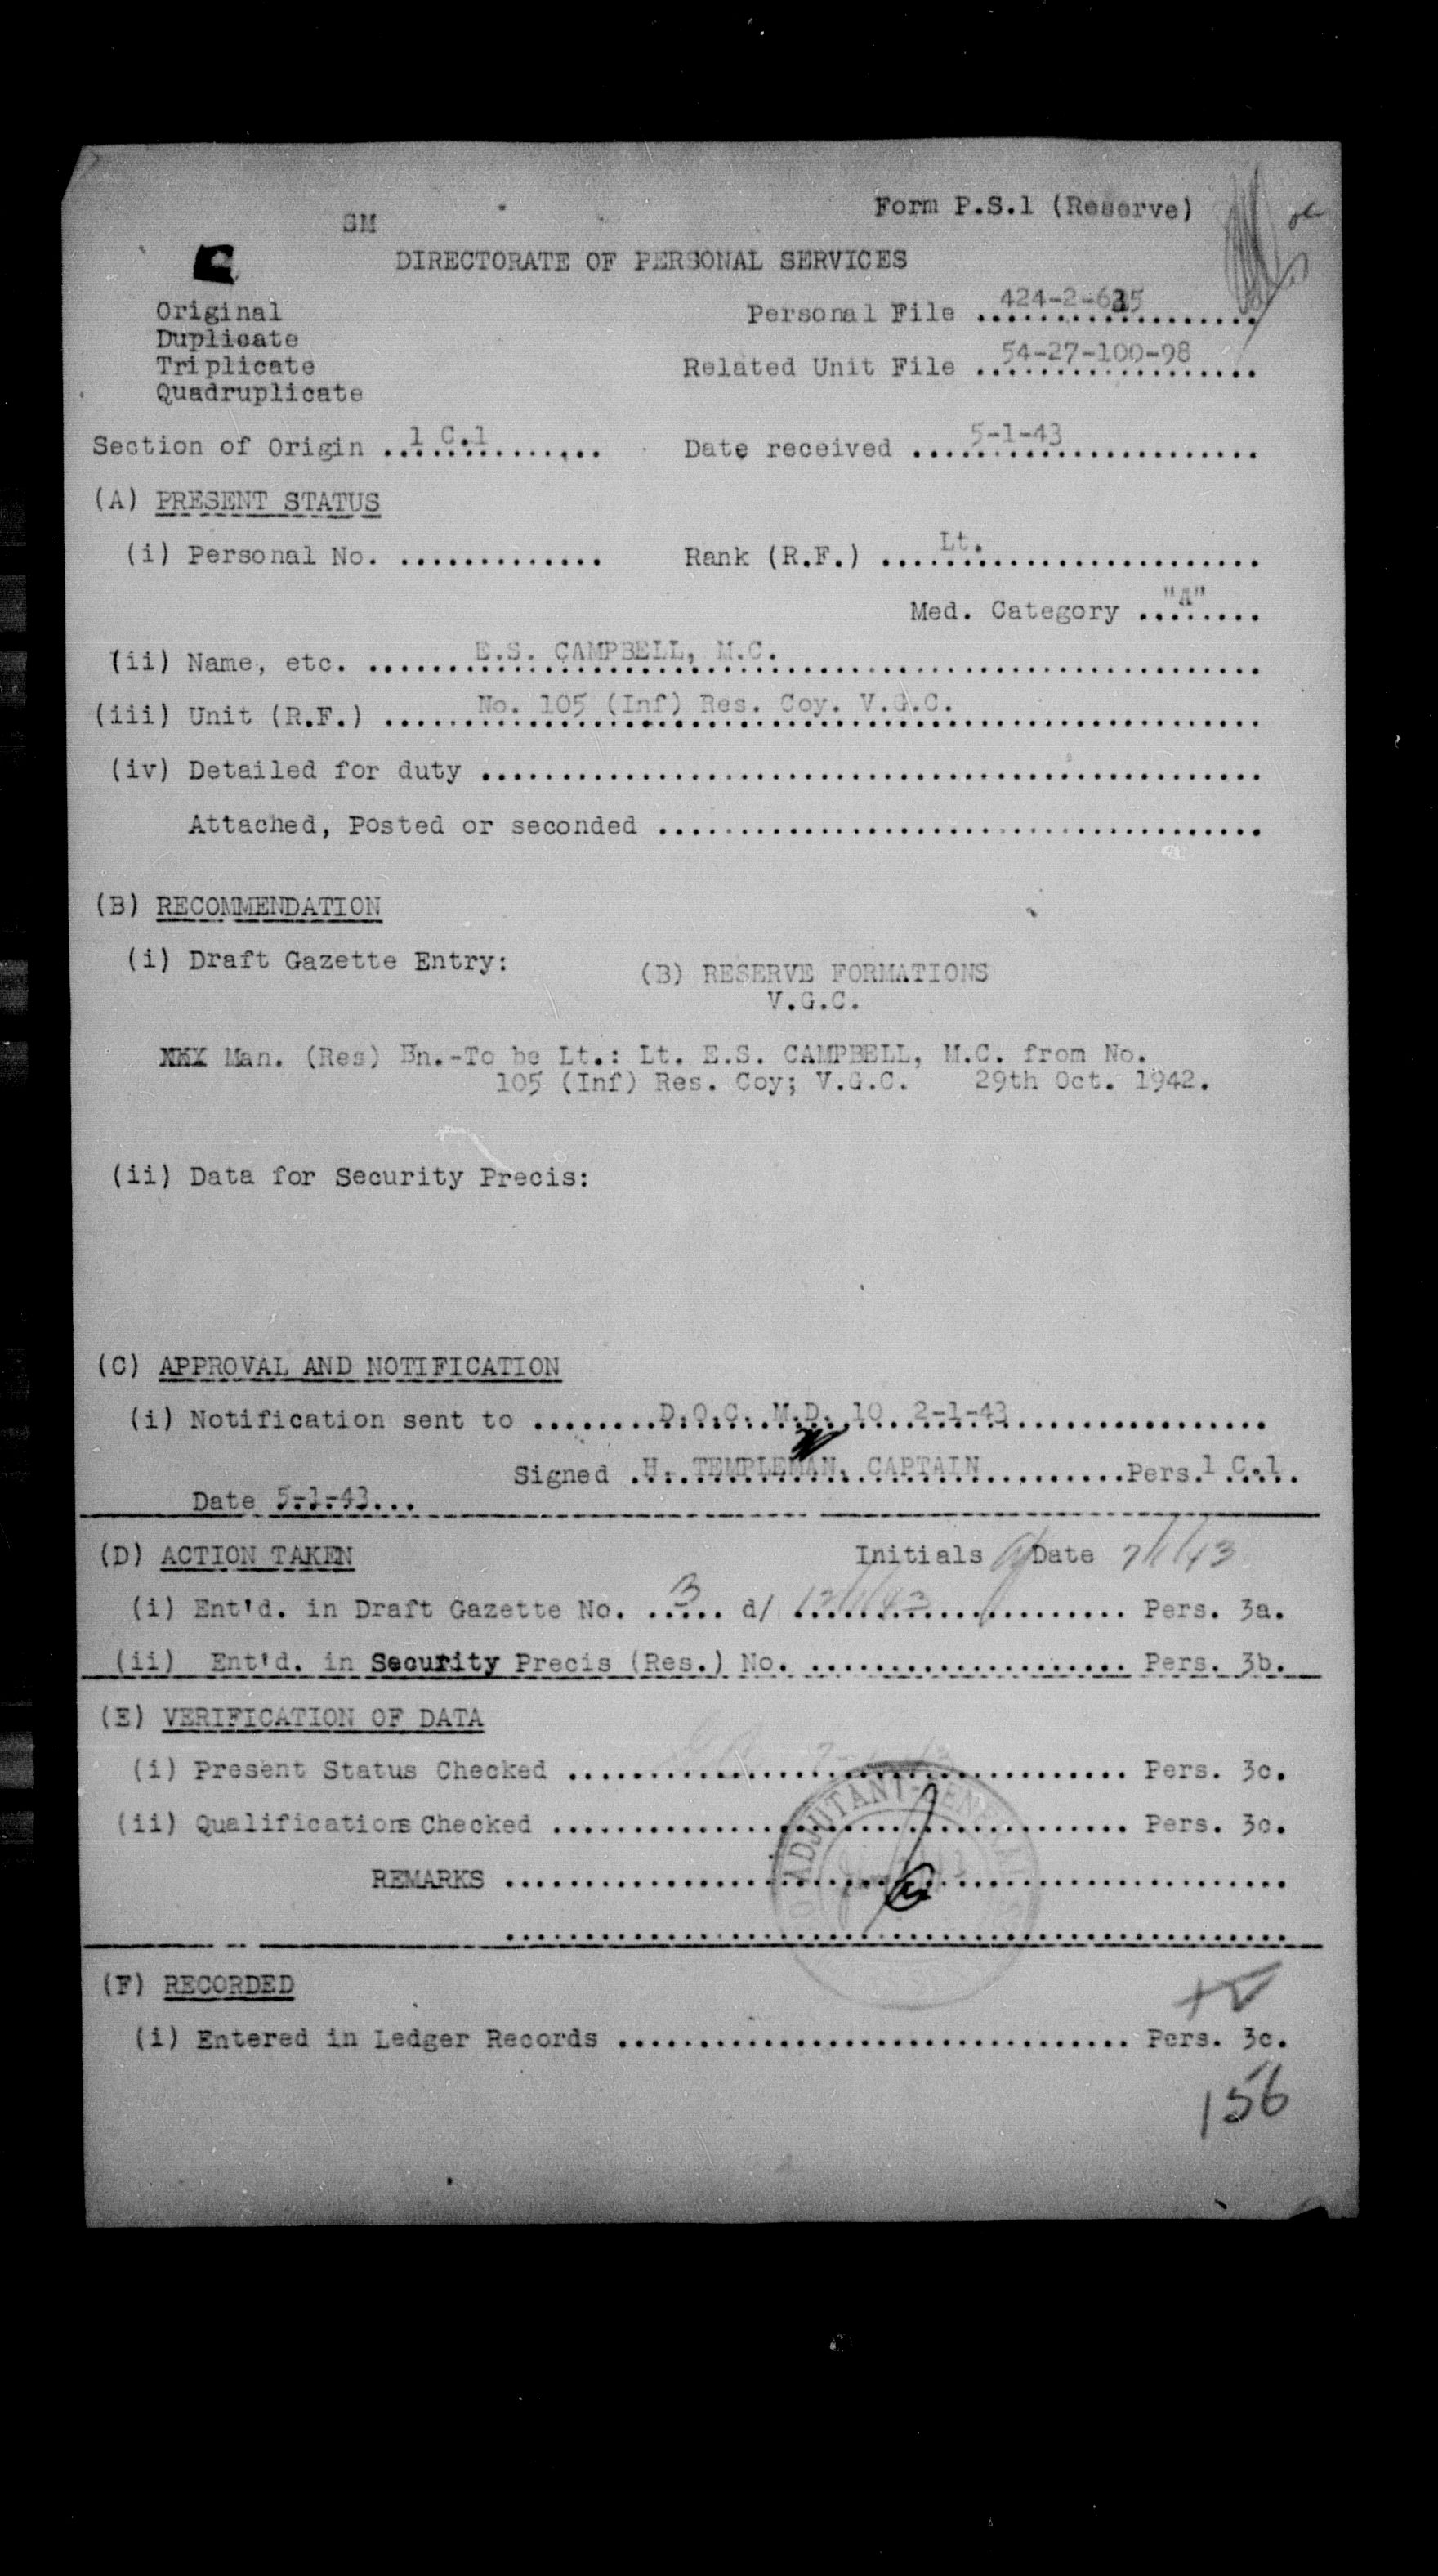 Form P.S.1 (Reserve)
SM
DIRECTORATE OF PERSONAL SERVICES
Original
Personal File 424-2-625
Duplicate
Triplicate
Related Unit File 54-27-100-98
Quadruplicate
Section of Origin ..1 C.1.............. Date received 5-1-43
(A) PRESENT STATUS
(i) Personal No. ............. Rank (R.F.) Lt.
Med. Category "A"
(ii) Name, etc. E.S. CAMPBELL, M.C.
(iii) Unit (R.F.) No. 105 (Inf) Res. Coy. V.G.C.
(iv) Detailed for duty ..................................................
Attached, Posted or seconded ......................................
(B) RECOMMENDATION
(i) Draft Gazette Entry:
(B) RESERVE FORMATIONS
V.G.C.
Man. (Res) Bn.-To be Lt.: Lt. E.S. CAMPBELL, M.C. from No.
105 (Inf) Res. Coy; V.G.C. 29th Oct. 1942.
(ii) Data for Security Precis:
(C) APPROVAL AND NOTIFICATION
(i) Notification sent to D.O.C. M.D. 10 2-1-43
Signed H. TEMPLEMAN, CAPTAIN Pers. 1 C.1
Date 5-1-43...
(D) ACTION TAKEN Initials Date 7/1/43
(i) Ent'd. in Draft Gazette No. 3 d/ 12/1/43 Pers. 3a.
(ii) Ent'd. in Security Precis (Res.) No. .................... Pers. 3b.
(E) VERIFICATION OF DATA
(i) Present Status Checked ................................... Pers. 3c.
(ii) Qualifications Checked .................................... Pers. 3c.
ADJUTANT-GENERAL
REMARKS .................................................
(F) RECORDED
(i) Entered in Ledger Records ................................ Pers. 3c.
156